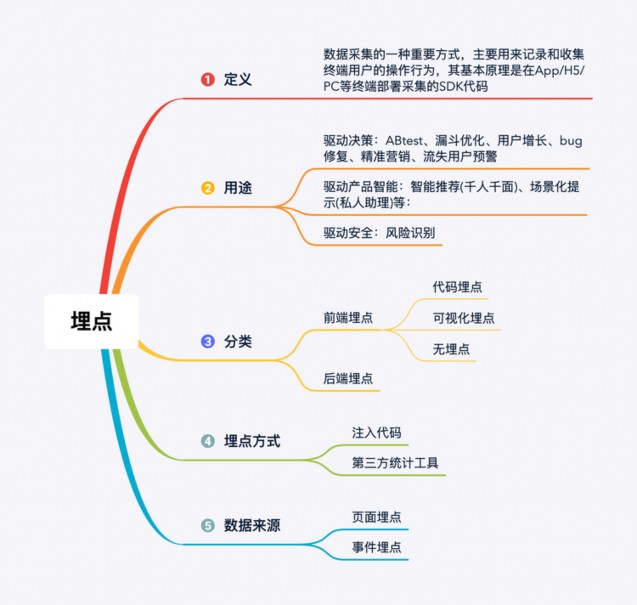 埋点
1 定义
数据采集的一种重要方式，主要用来记录和收集
终端用户的操作行为，其基本原理是在App/H5/
PC等终端部署采集的SDK代码
2 用途
驱动决策：ABtest、漏斗优化、用户增长、bug
修复、精准营销、流失用户预警
驱动产品智能：智能推荐(千人千面)、场景化提
示(私人助理)等：
驱动安全：风险识别
3 分类
前端埋点
代码埋点
可视化埋点
无埋点
后端埋点
4 埋点方式
注入代码
第三方统计工具
5 数据来源
页面埋点
事件埋点